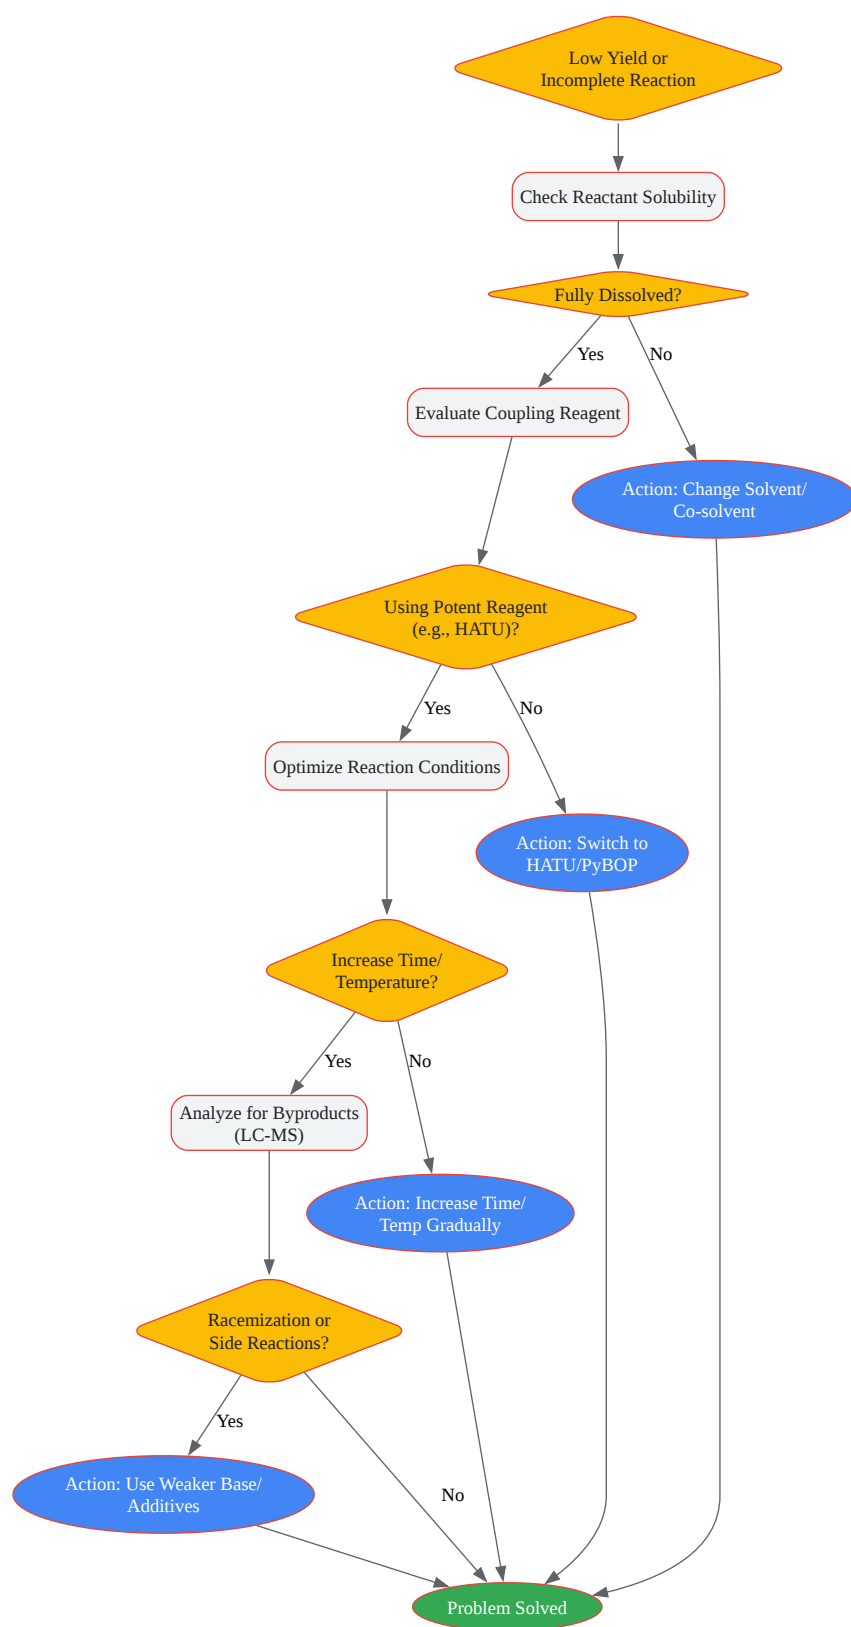 Low Yield or
Incomplete Reaction
Check Reactant Solubility
Fully Dissolved?
Yes
No
Evaluate Coupling Reagent
Action: Change Solvent/
Co-solvent
Using Potent Reagent
(e.g., HATU)?
Yes
No
Optimize Reaction Conditions
Action: Switch to
HATU/PyBOP
Increase Time/
Temperature?
Yes
No
Analyze for Byproducts
(LC-MS)
Action: Increase Time/
Temp Gradually
Racemization or
Side Reactions?
Yes
No
Action: Use Weaker Base/
Additives
Problem Solved